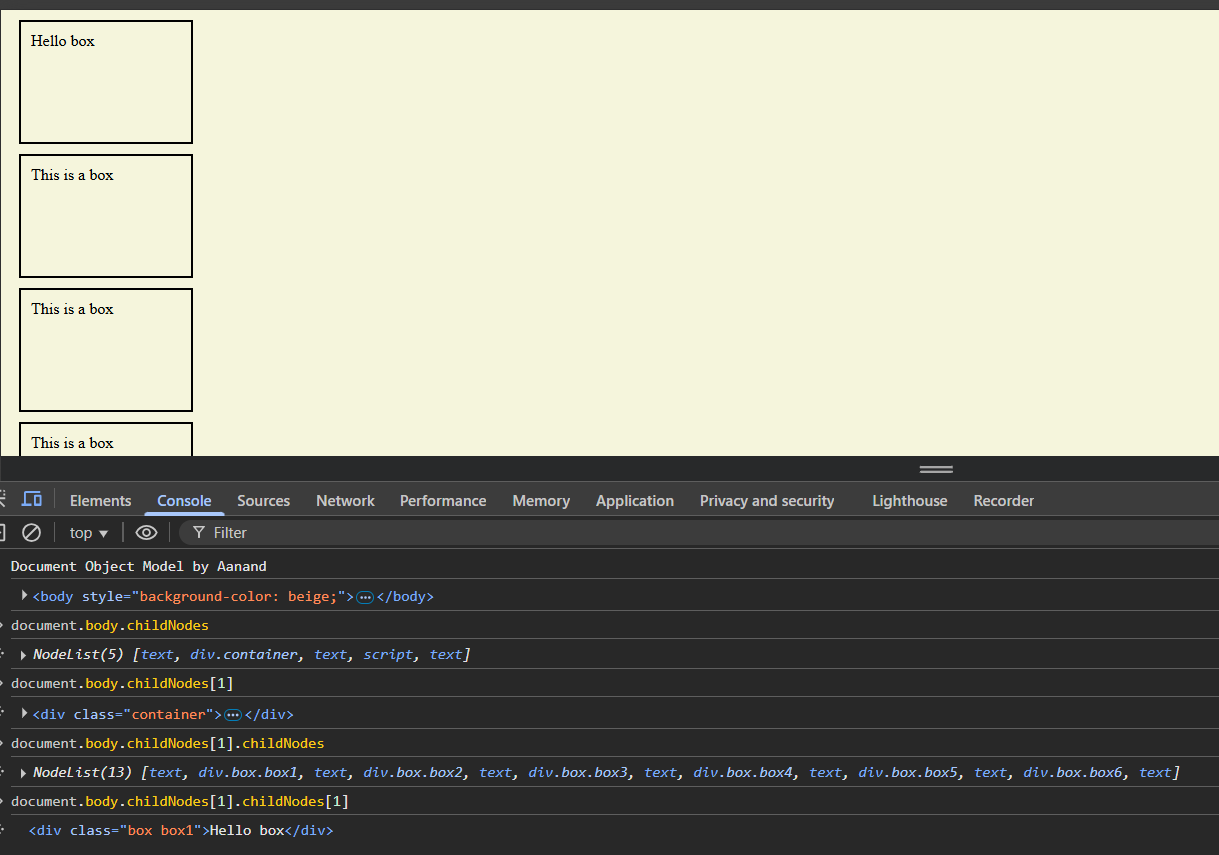 Hello box
This is a box
This is a box
This is a box
Elements Console Sources Network Performance Memory Application Privacy and security Lighthouse Recorder
top Filter
Document Object Model by Aanand
<body style="background-color: beige;">…</body>
document.body.childNodes
NodeList(5) [text, div.container, text, script, text]
document.body.childNodes[1]
<div class="container">…</div>
document.body.childNodes[1].childNodes
NodeList(13) [text, div.box.box1, text, div.box.box2, text, div.box.box3, text, div.box.box4, text, div.box.box5, text, div.box.box6, text]
document.body.childNodes[1].childNodes[1]
<div class="box box1">Hello box</div>